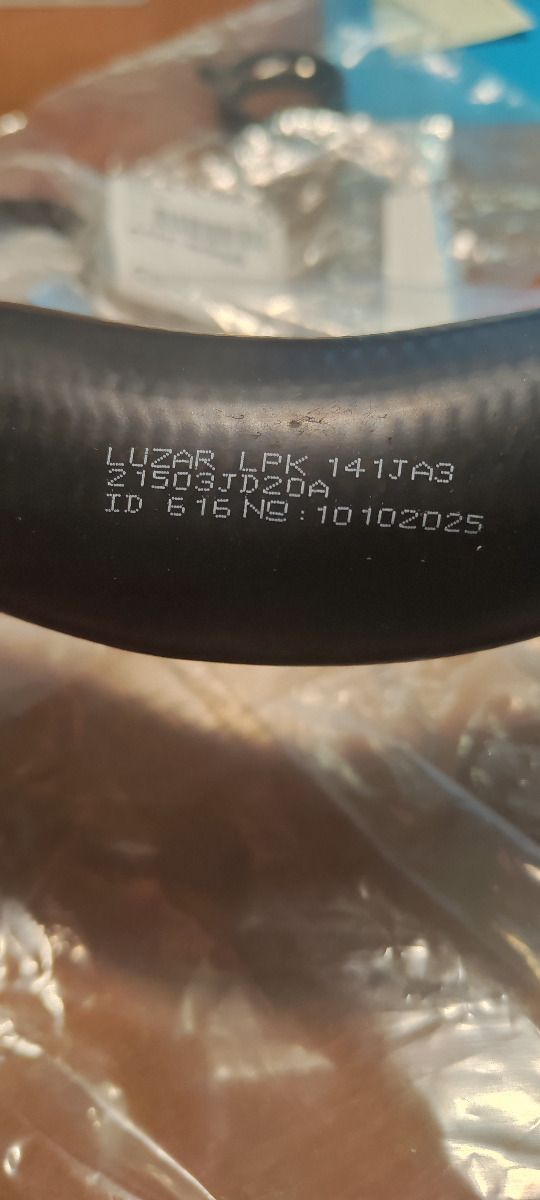 LUZAR LPK 141JA3
21503JD20A
ID 616 №:10102025